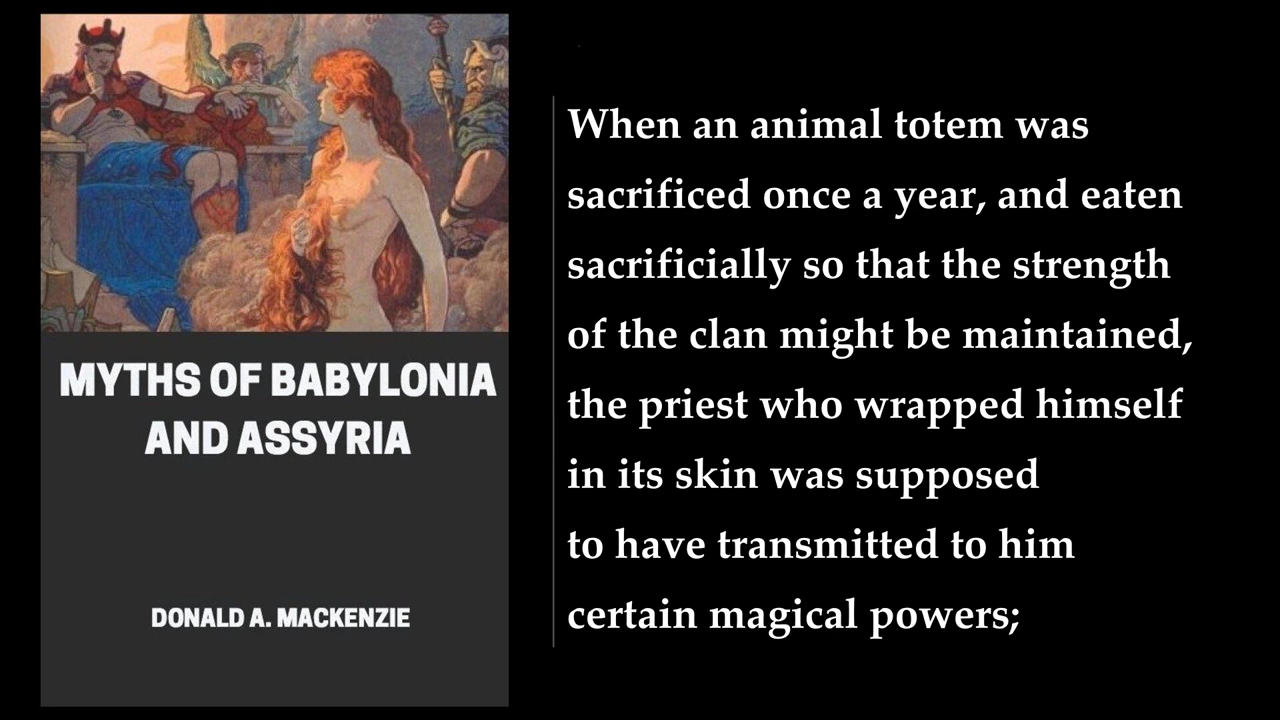 MYTHS OF BABYLONIA
AND ASSYRIA
DONALD A. MACKENZIE
When an animal totem was
sacrificed once a year, and eaten
sacrificially so that the strength
of the clan might be maintained,
the priest who wrapped himself
in its skin was supposed
to have transmitted to him
certain magical powers;